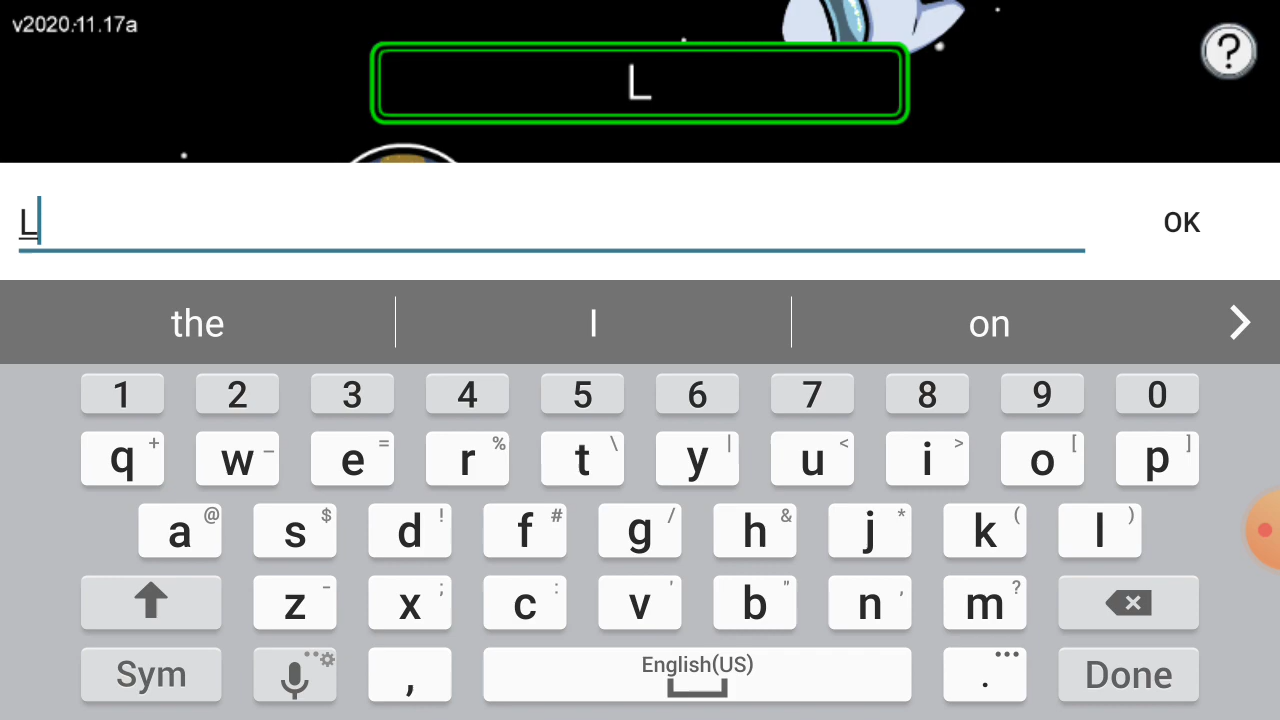 v2020.11.17a
?
L
L
OK
the I on
1 2 3 4 5 6 7 8 9 0
q + w _ e = r % t \ y | u < i > o [ p ]
a @ s $ d ! f # g / h & j * k ( l )
z - x ; c : v ' b " n , m ?
Sym , English(US) . ... Done